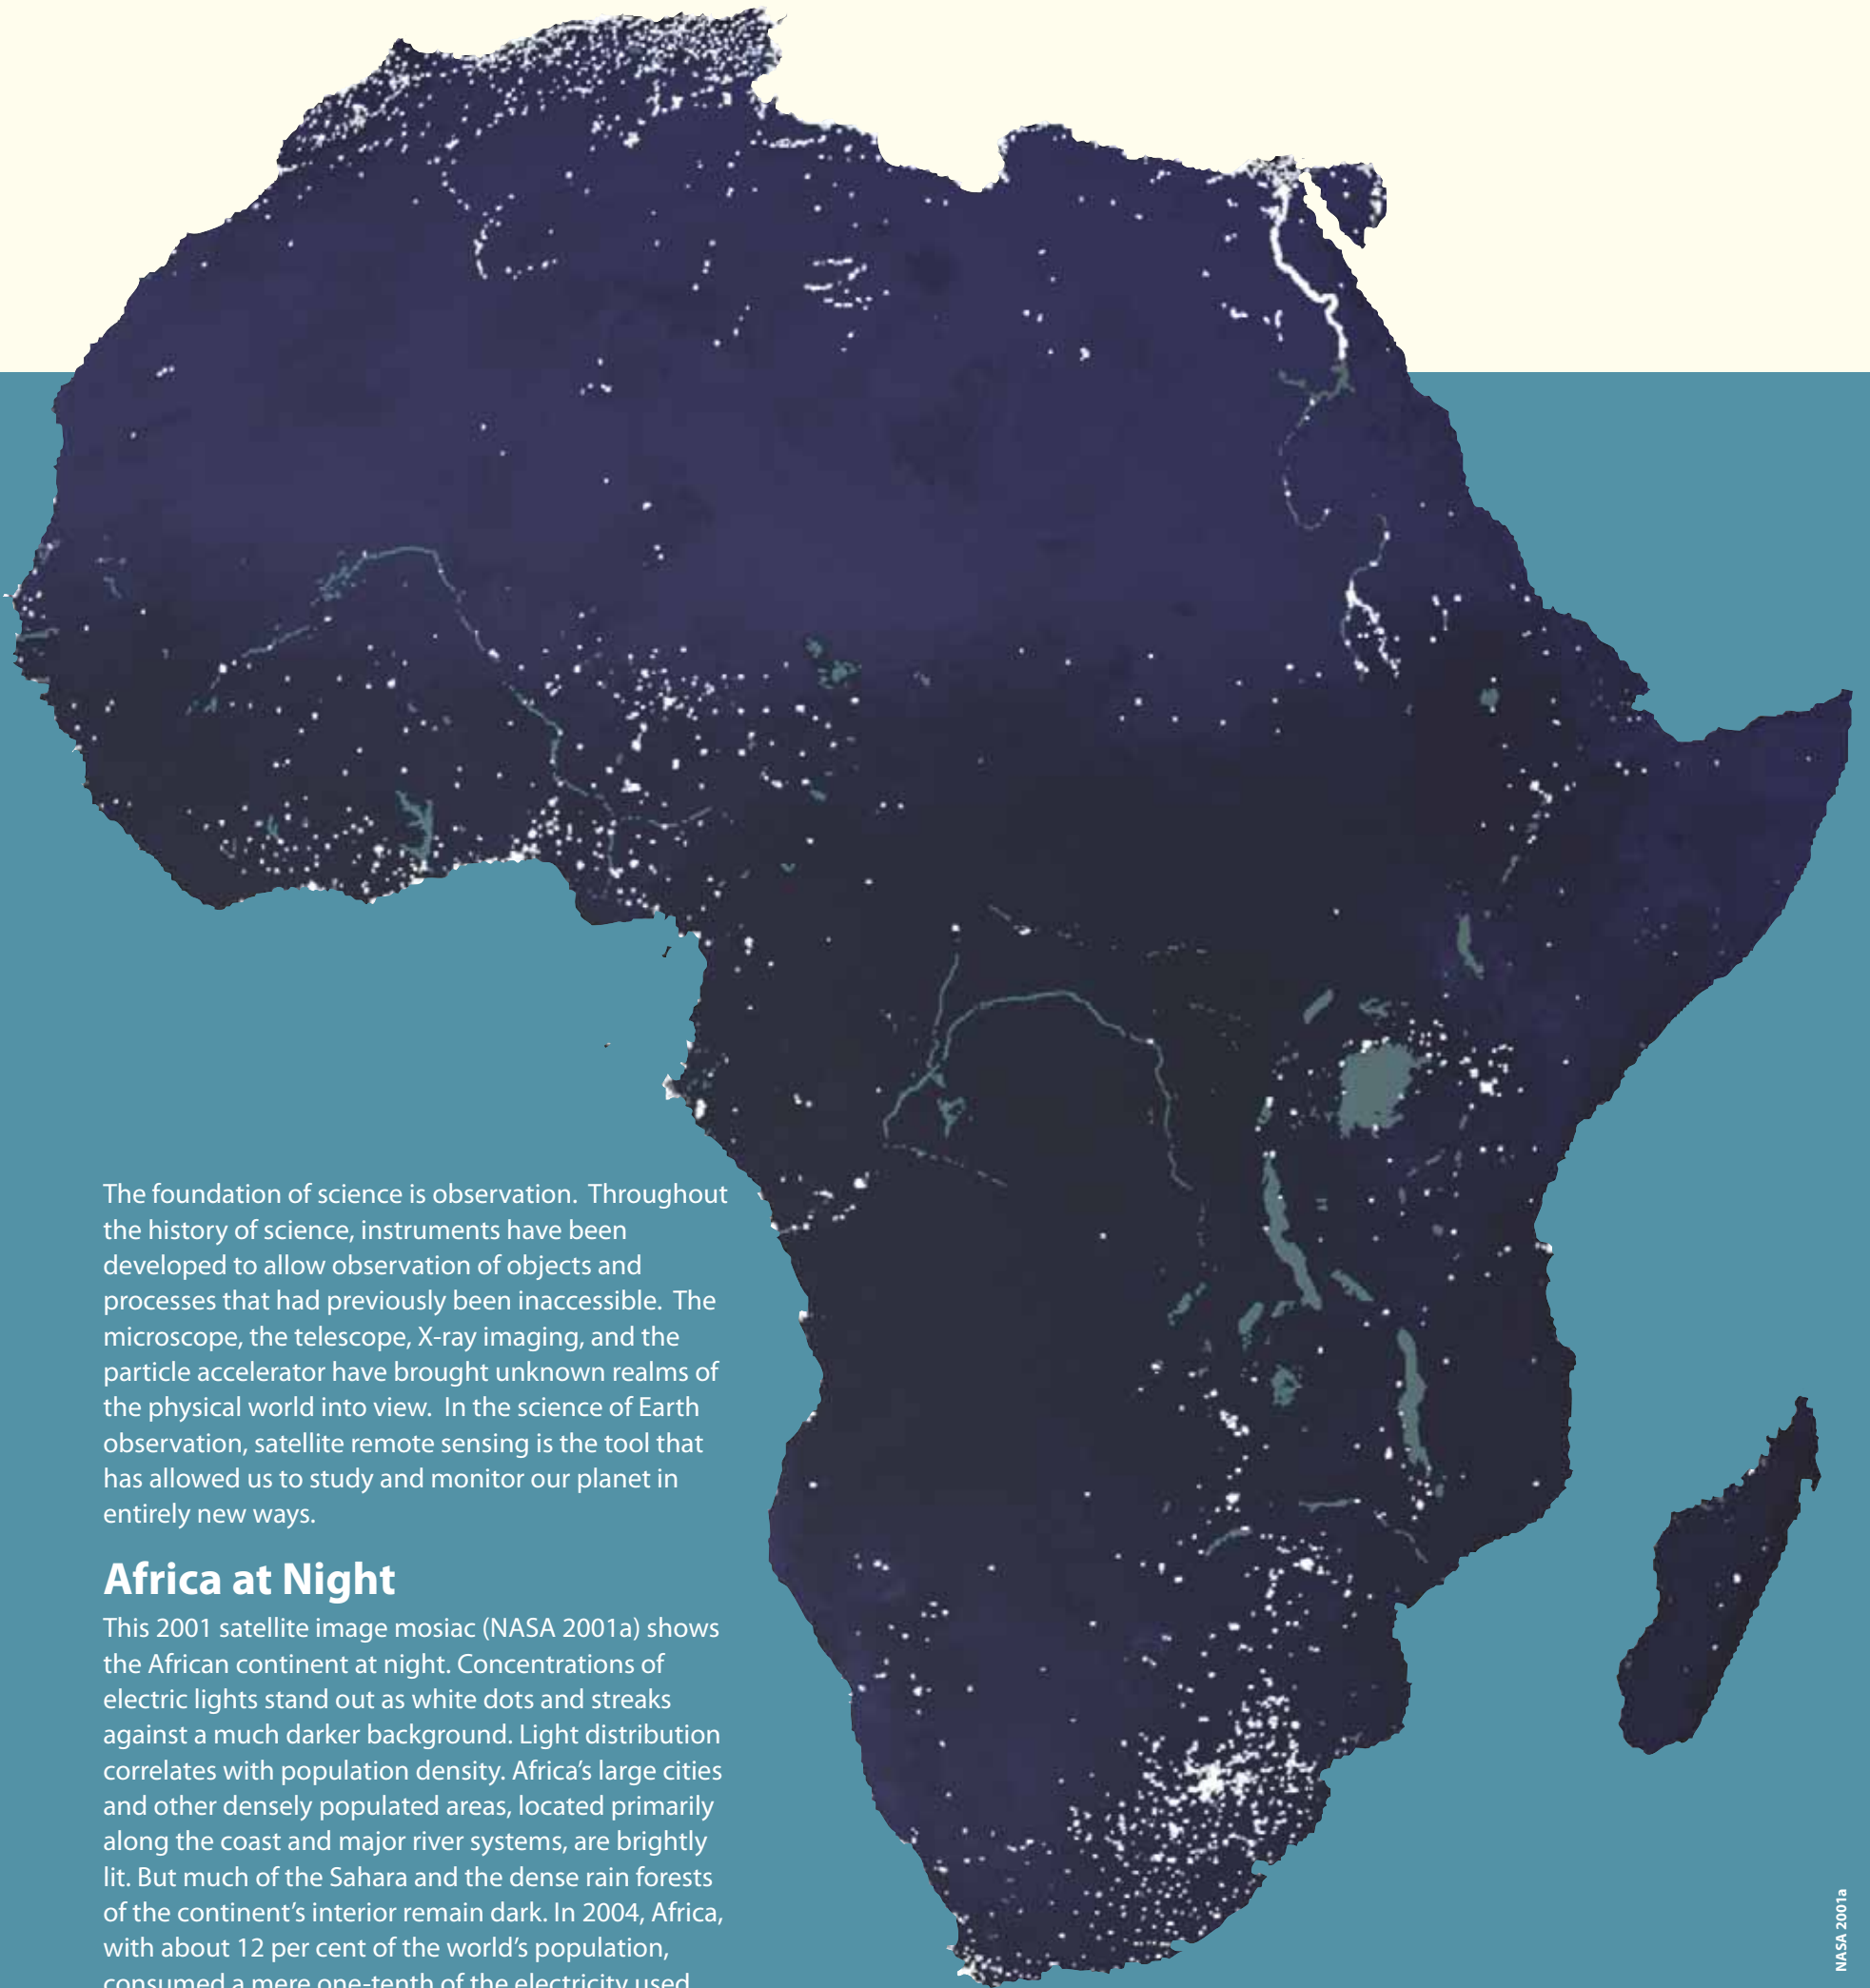 The foundation of science is observation.  Throughout
the history of science, instruments have been
developed to allow observation of objects and
processes that had previously been inaccessible.  The
microscope, the telescope, X-ray imaging, and the
particle accelerator have brought unknown realms of
the physical world into view.  In the science of Earth
observation, satellite remote sensing is the tool that
has allowed us to study and monitor our planet in
entirely new ways.
Africa at Night
This 2001 satellite image mosiac (NASA 2001a) shows
the African continent at night. Concentrations of
electric lights stand out as white dots and streaks
against a much darker background. Light distribution
correlates with population density. Africa’s large cities
and other densely populated areas, located primarily
along the coast and major river systems, are brightly
lit. But much of the Sahara and the dense rain forests
of the continent’s interior remain dark. In 2004, Africa,
with about 12 per cent of the world’s population,
consumed a mere one-tenth of the electricity used
NASA 2001a